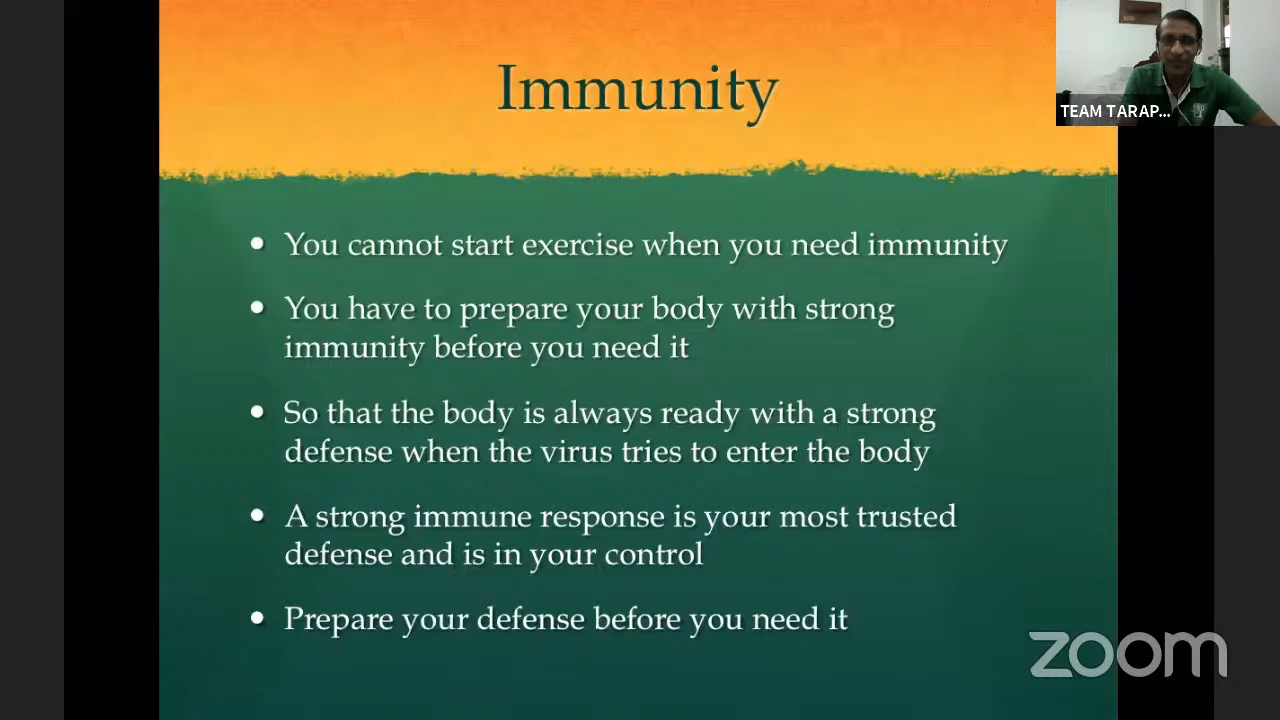 Immunity
TEAM TARAP...
• You cannot start exercise when you need immunity
• You have to prepare your body with strong
immunity before you need it
• So that the body is always ready with a strong
defense when the virus tries to enter the body
• A strong immune response is your most trusted
defense and is in your control
• Prepare your defense before you need it
zoom